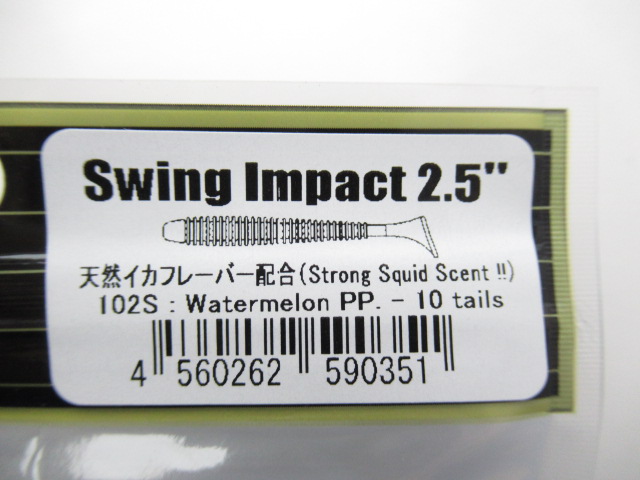 Swing Impact 2.5"
天然イカフレーバー配合(Strong Squid Scent !!)
102S : Watermelon PP. - 10 tails
4 560262 590351